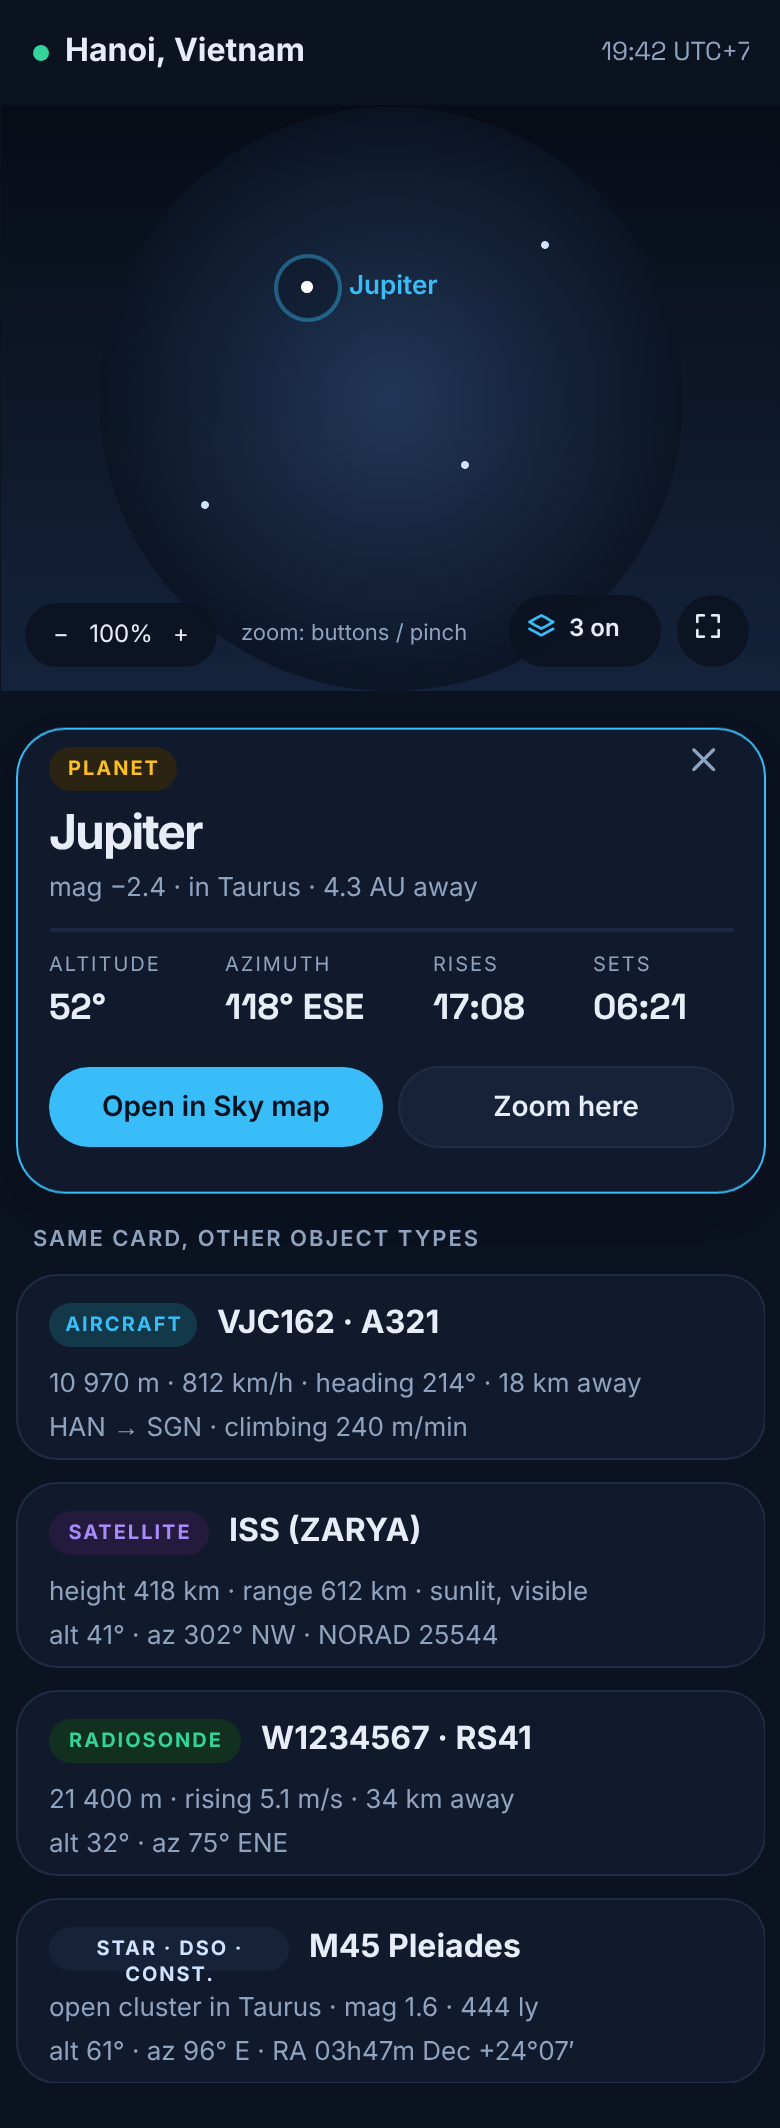 Hanoi, Vietnam
19:42 UTC+7
Jupiter
− 100% +
zoom: buttons / pinch
3 on
PLANET
Jupiter
mag −2.4 · in Taurus · 4.3 AU away
ALTITUDE AZIMUTH RISES SETS
52° 118° ESE 17:08 06:21
Open in Sky map
Zoom here
SAME CARD, OTHER OBJECT TYPES
AIRCRAFT VJC162 · A321
10 970 m · 812 km/h · heading 214° · 18 km away
HAN → SGN · climbing 240 m/min
SATELLITE ISS (ZARYA)
height 418 km · range 612 km · sunlit, visible
alt 41° · az 302° NW · NORAD 25544
RADIOSONDE W1234567 · RS41
21 400 m · rising 5.1 m/s · 34 km away
alt 32° · az 75° ENE
STAR · DSO ·
CONST.
M45 Pleiades
open cluster in Taurus · mag 1.6 · 444 ly
alt 61° · az 96° E · RA 03h47m Dec +24°07′